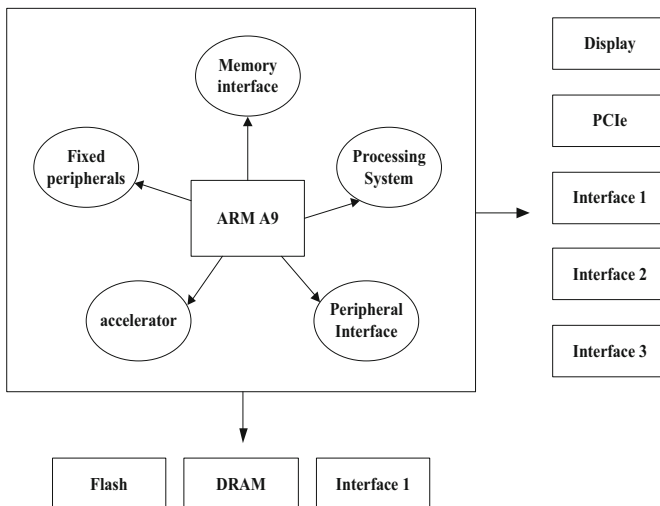 Memory
interface
Display
PCIe
Fixed
peripherals
Processing
System
ARM A9
Interface 1
Interface 2
accelerator
Peripheral
Interface
Interface 3
Flash
DRAM
Interface 1